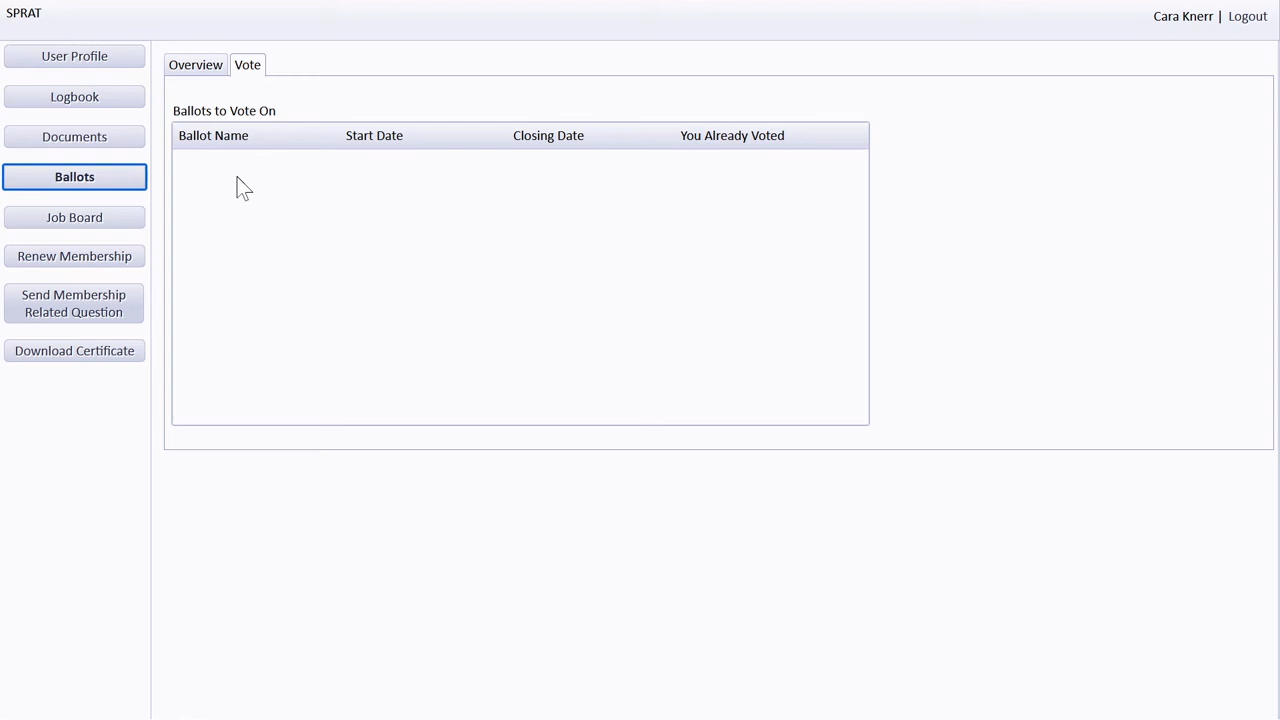 SPRAT
Cara Knerr | Logout
User Profile
Logbook
Documents
Ballots
Job Board
Renew Membership
Send Membership
Related Question
Download Certificate
Overview
Vote
Ballots to Vote On
Ballot Name Start Date Closing Date You Already Voted